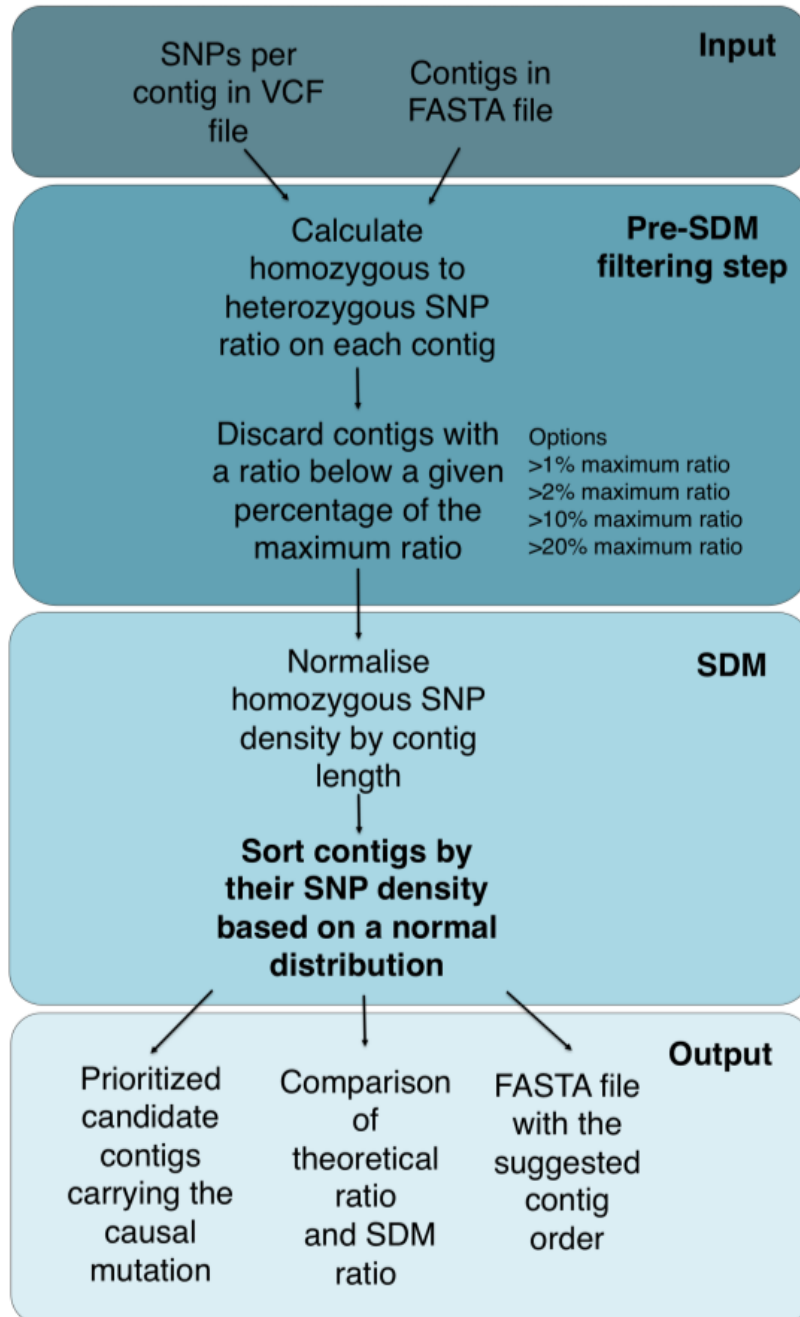 Input
SNPs per
contig in VCF
file
Contigs in
FASTA file
Pre-SDM
filtering step
Calculate
homozygous to
heterozygous SNP
ratio on each contig
Discard contigs with
a ratio below a given
percentage of the
maximum ratio
Options
>1% maximum ratio
>2% maximum ratio
>10% maximum ratio
>20% maximum ratio
SDM
Normalise
homozygous SNP
density by contig
length
Sort contigs by
their SNP density
based on a normal
distribution
Output
Prioritized
candidate
contigs
carrying the
causal
mutation
Comparison
of
theoretical
ratio
and SDM
ratio
FASTA file
with the
suggested
contig
order